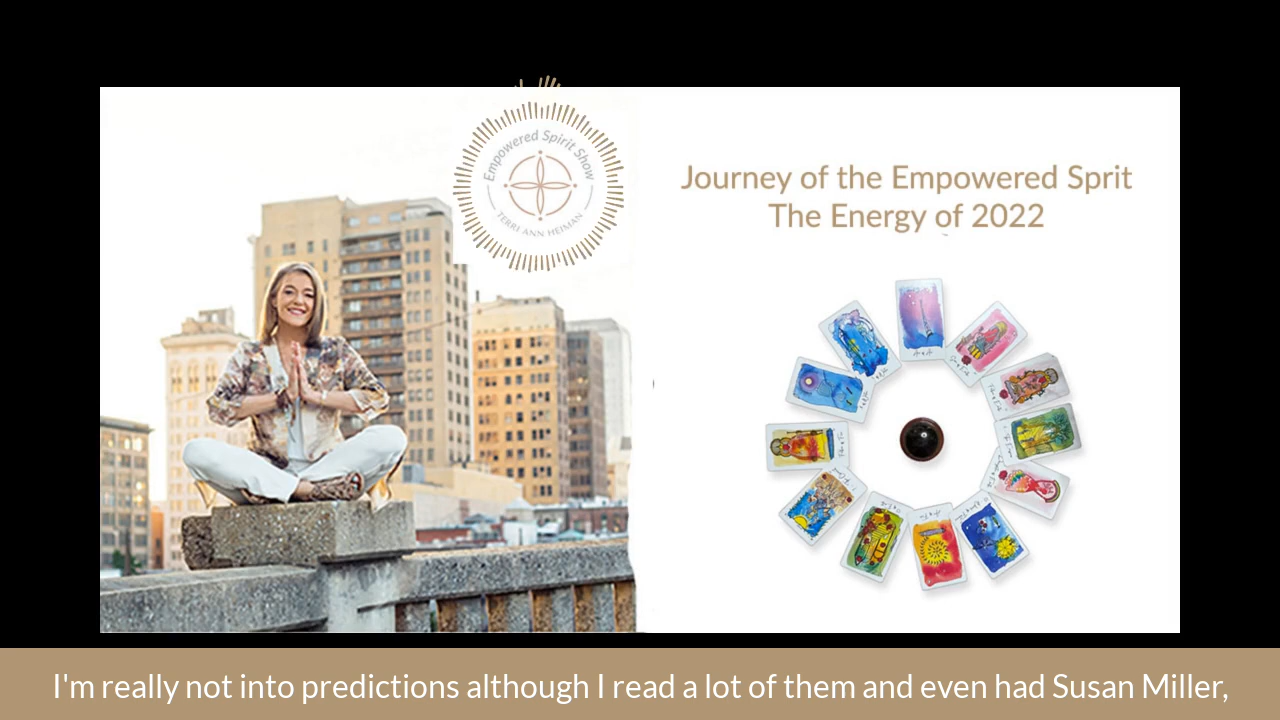 Empowered Spirit Show
TERRI ANN HEIMAN
Journey of the Empowered Sprit
The Energy of 2022
I'm really not into predictions although I read a lot of them and even had Susan Miller,